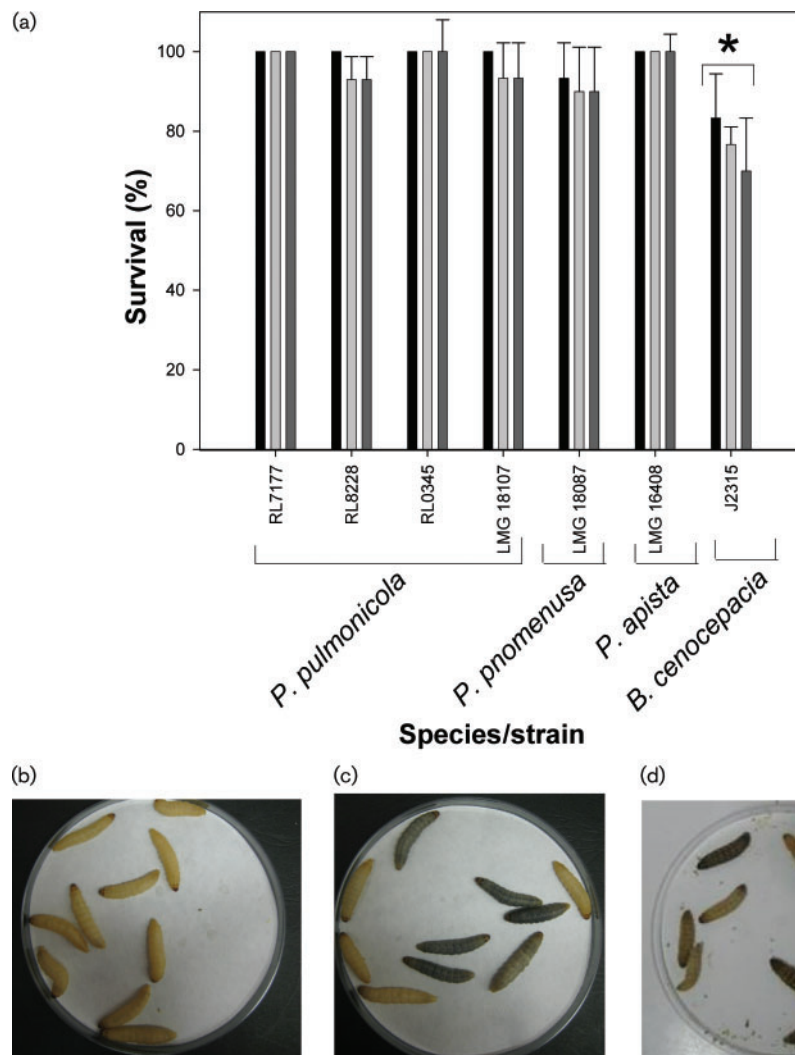 (a)
*
100
80
60
40
20
0
Survival (%)
RL7177
RL8228
RL0345
LMG 18107
LMG 18087
LMG 16408
J2315
P. pulmonicola
P. pnomenusa
P. apista
B. cenocepacia
Species/strain
(b)
(c)
(d)